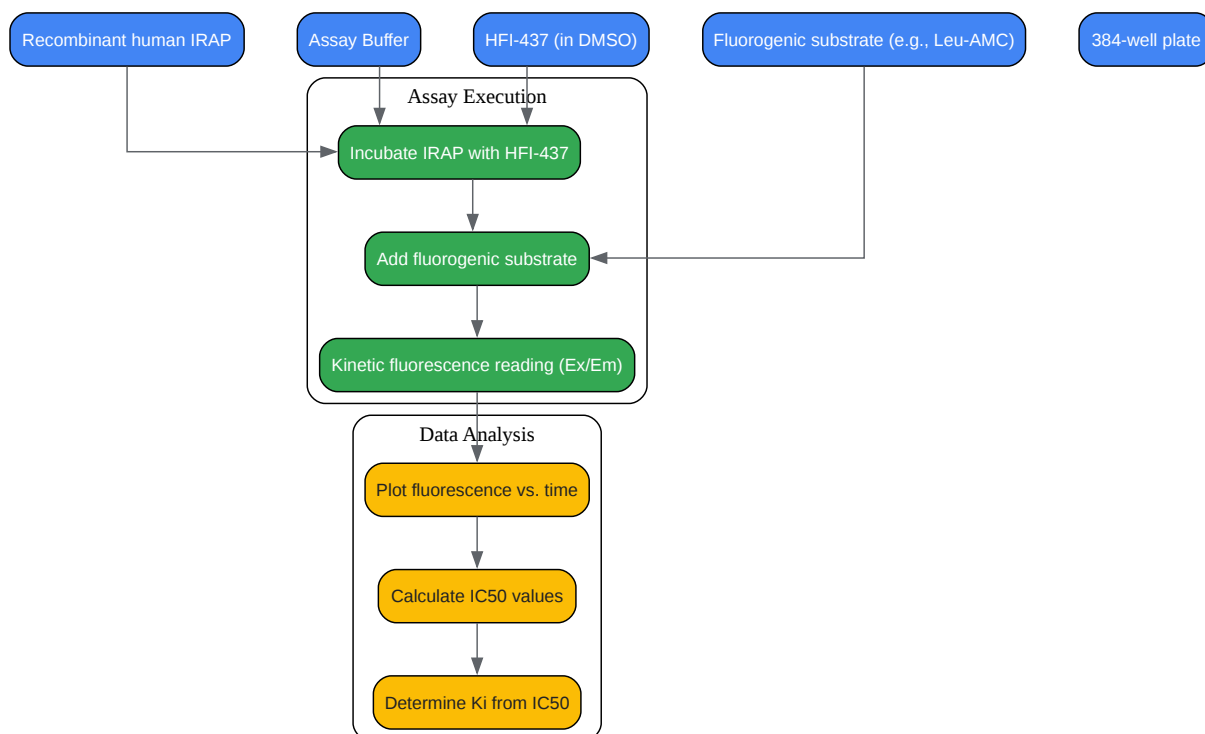 Recombinant human IRAP
Assay Buffer
HFI-437 (in DMSO)
Fluorogenic substrate (e.g., Leu-AMC)
384-well plate
Assay Execution
Incubate IRAP with HFI-437
Add fluorogenic substrate
Kinetic fluorescence reading (Ex/Em)
Data Analysis
Plot fluorescence vs. time
Calculate IC50 values
Determine Ki from IC50